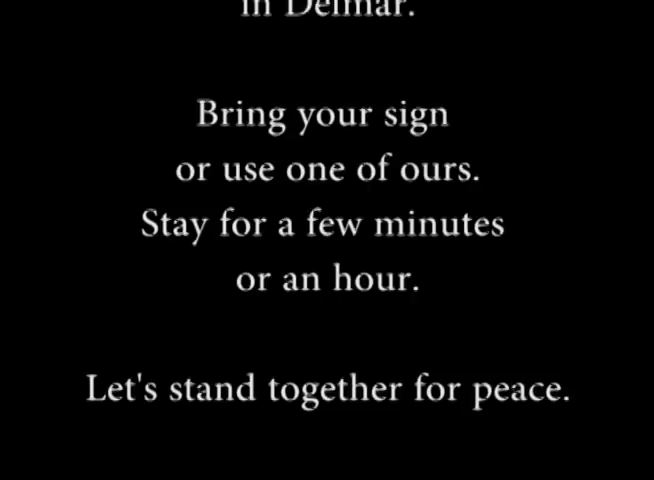 in Delmar.
Bring your sign
or use one of ours.
Stay for a few minutes
or an hour.
Let's stand together for peace.